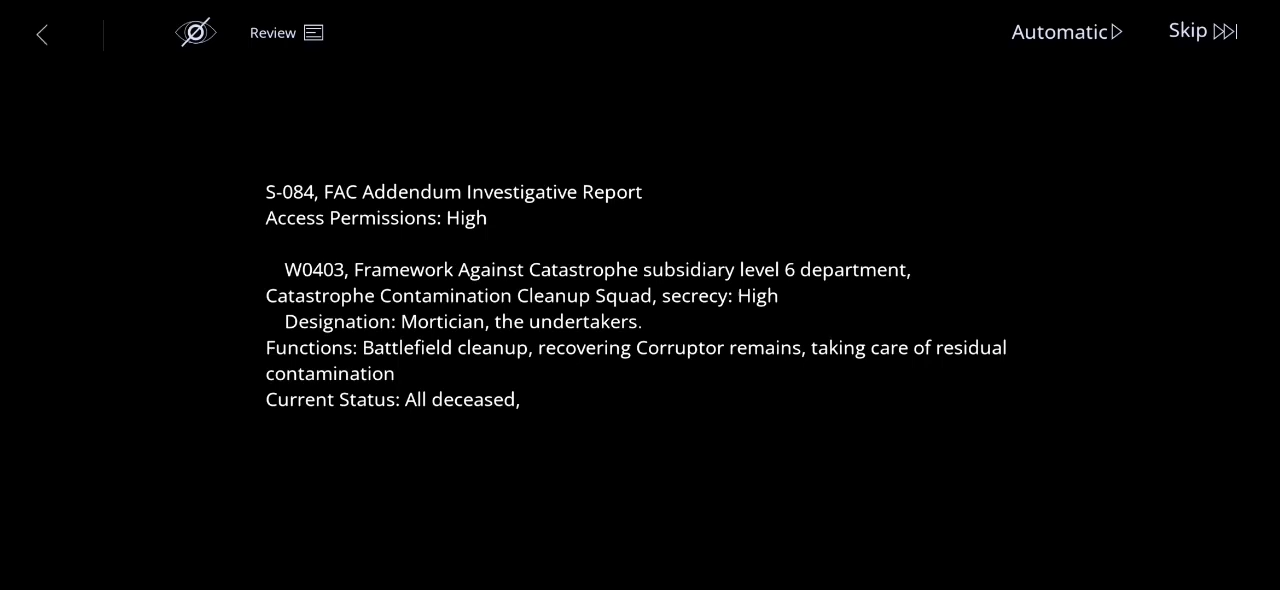 Review
Automatic
Skip
S-084, FAC Addendum Investigative Report
Access Permissions: High
W0403, Framework Against Catastrophe subsidiary level 6 department,
Catastrophe Contamination Cleanup Squad, secrecy: High
Designation: Mortician, the undertakers.
Functions: Battlefield cleanup, recovering Corruptor remains, taking care of residual
contamination
Current Status: All deceased,